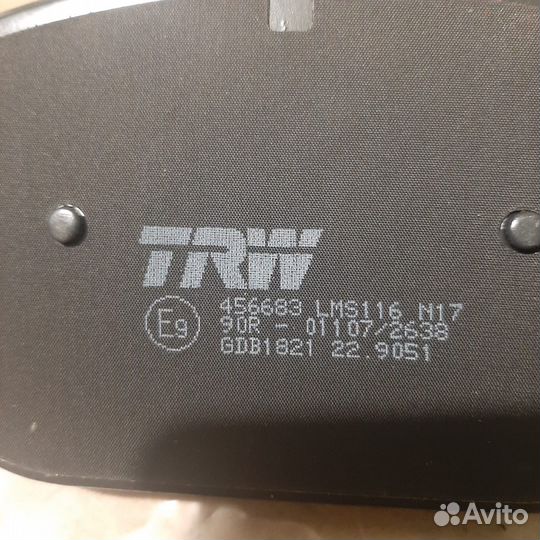 TRW
E9
456683 LMS116 N17
90R - 01107/2638
GDB1821 22.9051
Avito